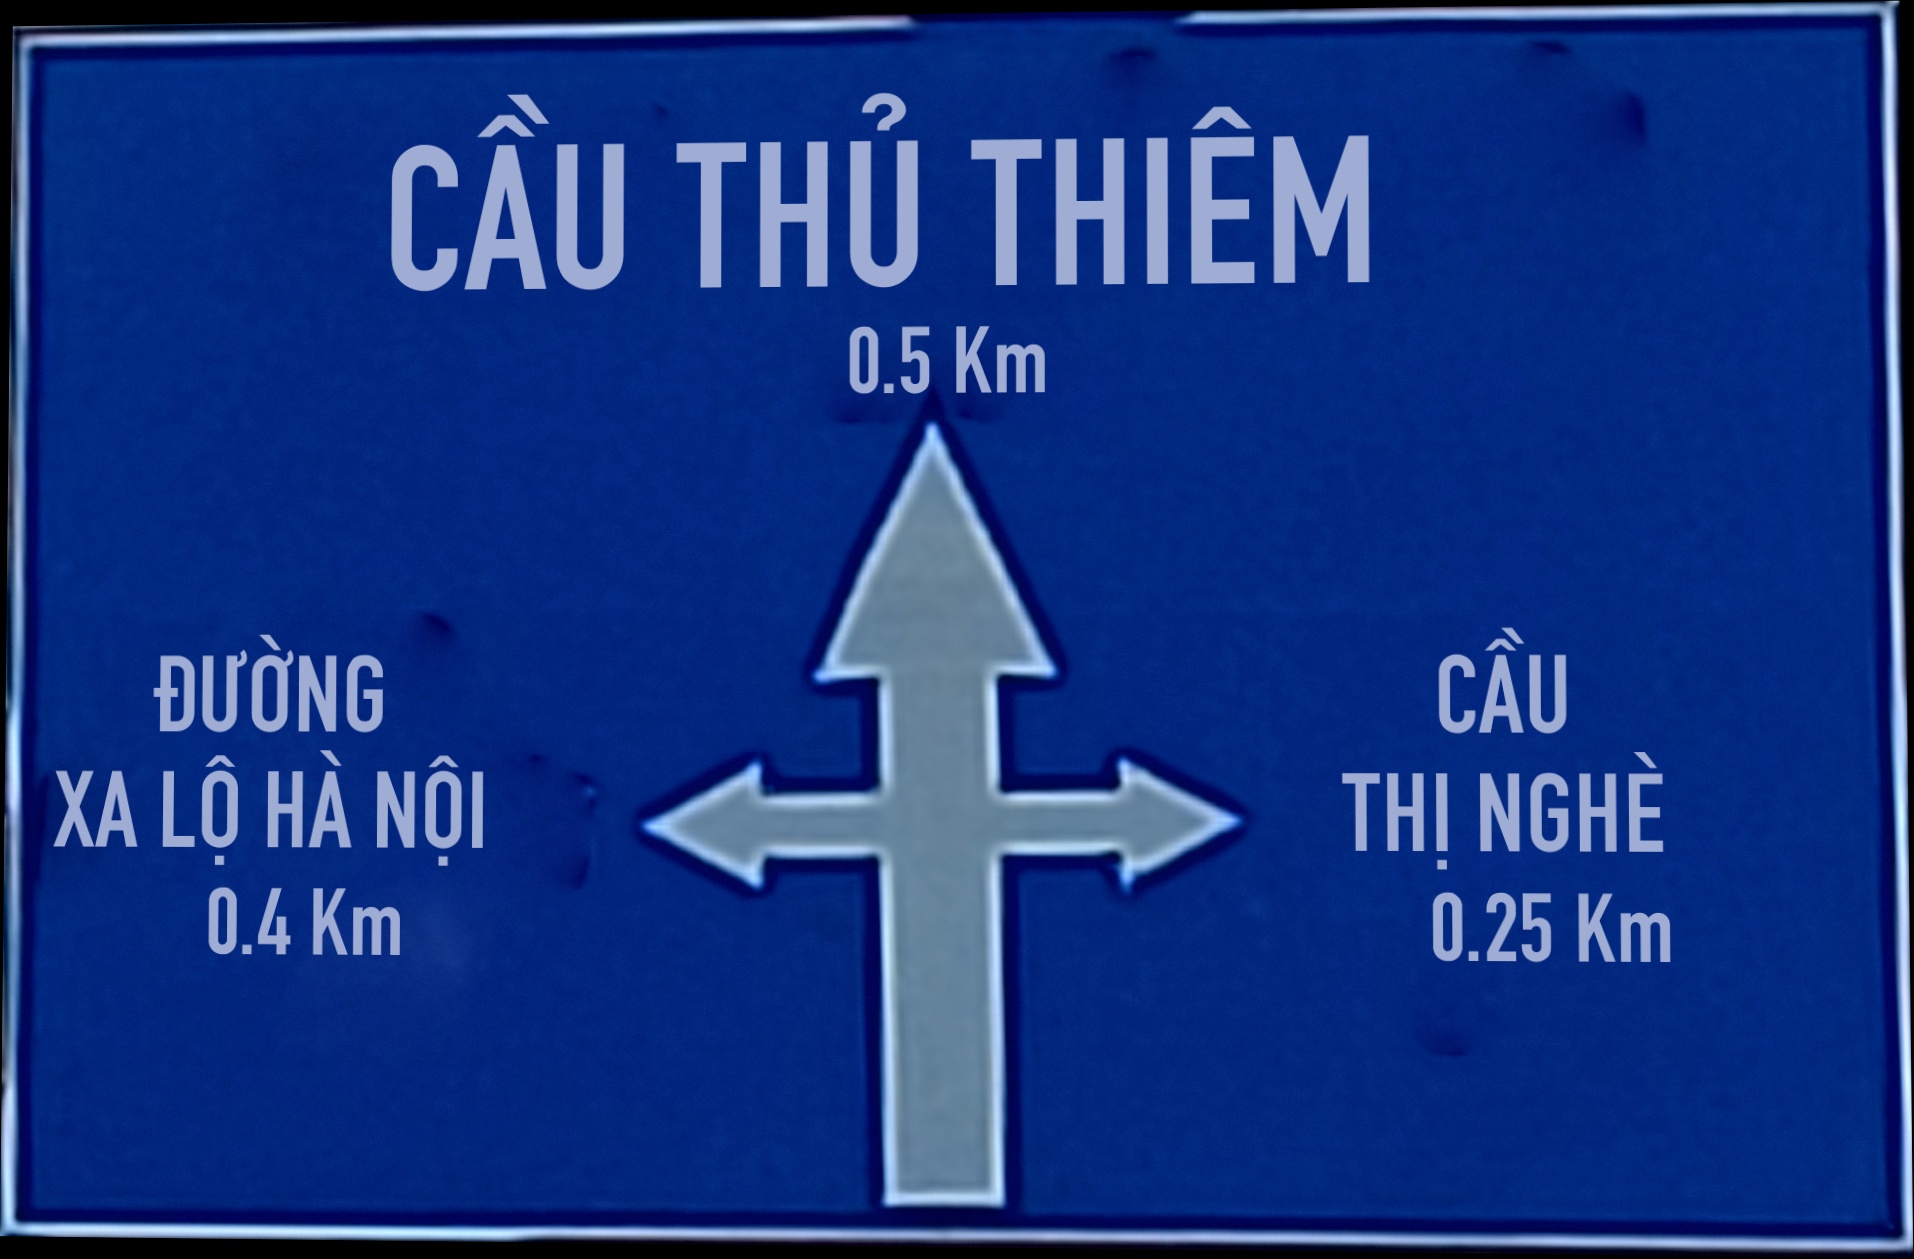 CẦU THỦ THIÊM
0.5 Km
ĐƯỜNG
XA LỘ HÀ NỘI
0.4 Km
CẦU
THỊ NGHÈ
0.25 Km